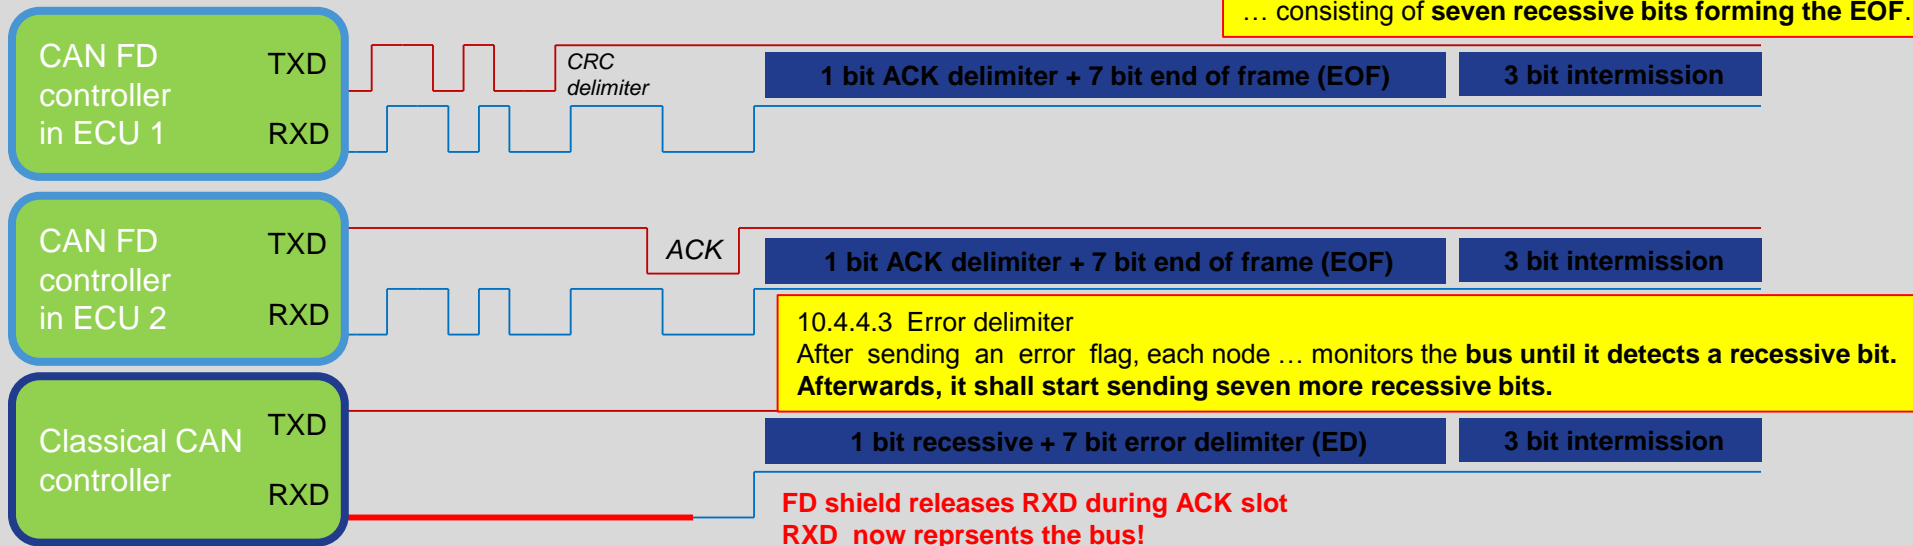 … consisting of seven recessive bits forming the EOF.
CAN FD
controller
in ECU 1
TXD
RXD
CRC
delimiter
1 bit ACK delimiter + 7 bit end of frame (EOF)
3 bit intermission
CAN FD
controller
in ECU 2
TXD
RXD
ACK
1 bit ACK delimiter + 7 bit end of frame (EOF)
3 bit intermission
10.4.4.3 Error delimiter
After sending an error flag, each node … monitors the bus until it detects a recessive bit.
Afterwards, it shall start sending seven more recessive bits.
Classical CAN
controller
TXD
RXD
1 bit recessive + 7 bit error delimiter (ED)
3 bit intermission
FD shield releases RXD during ACK slot
RXD now reprsents the bus!